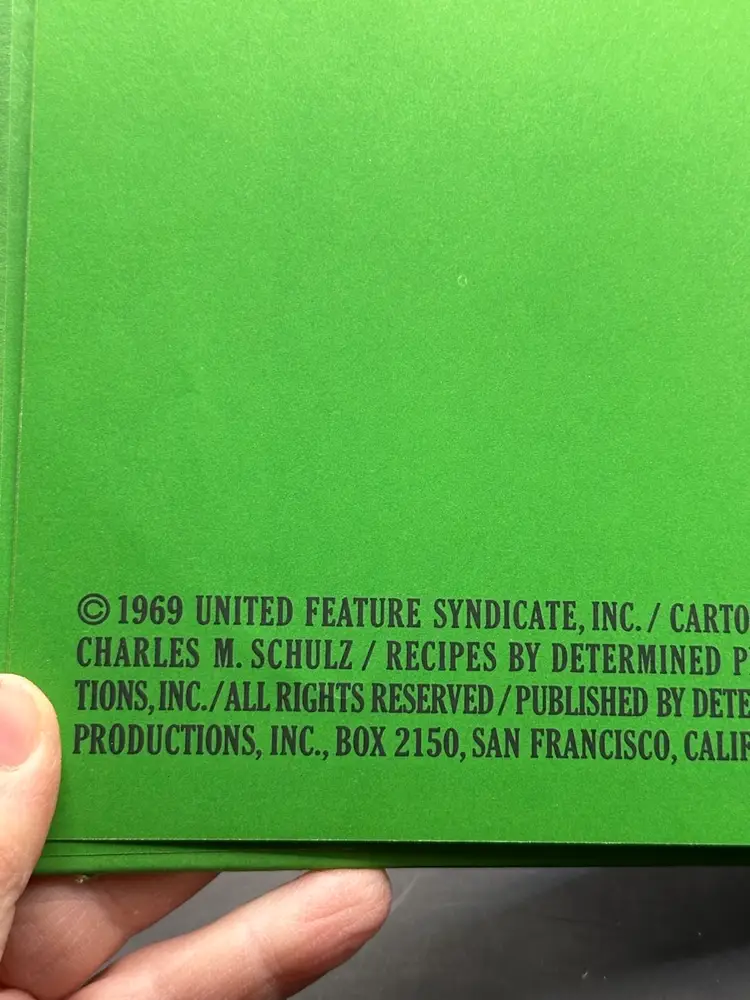 © 1969 UNITED FEATURE SYNDICATE, INC. / CARTO
CHARLES M. SCHULZ / RECIPES BY DETERMINED P
TIONS, INC. / ALL RIGHTS RESERVED / PUBLISHED BY DETE
PRODUCTIONS, INC., BOX 2150, SAN FRANCISCO, CALIF